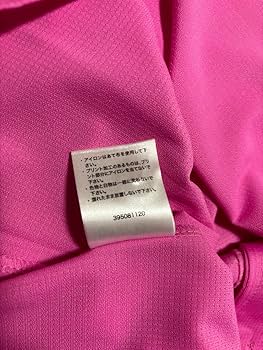 ・アイロンはあて布を使用して下
さい。
・プリント加工のあるものは、プリ
ント部分にアイロンを当てないで
下さい。
・色物と白物は一緒に洗わないで
下さい。
・濡れたまま放置しないで下さい。
395081120